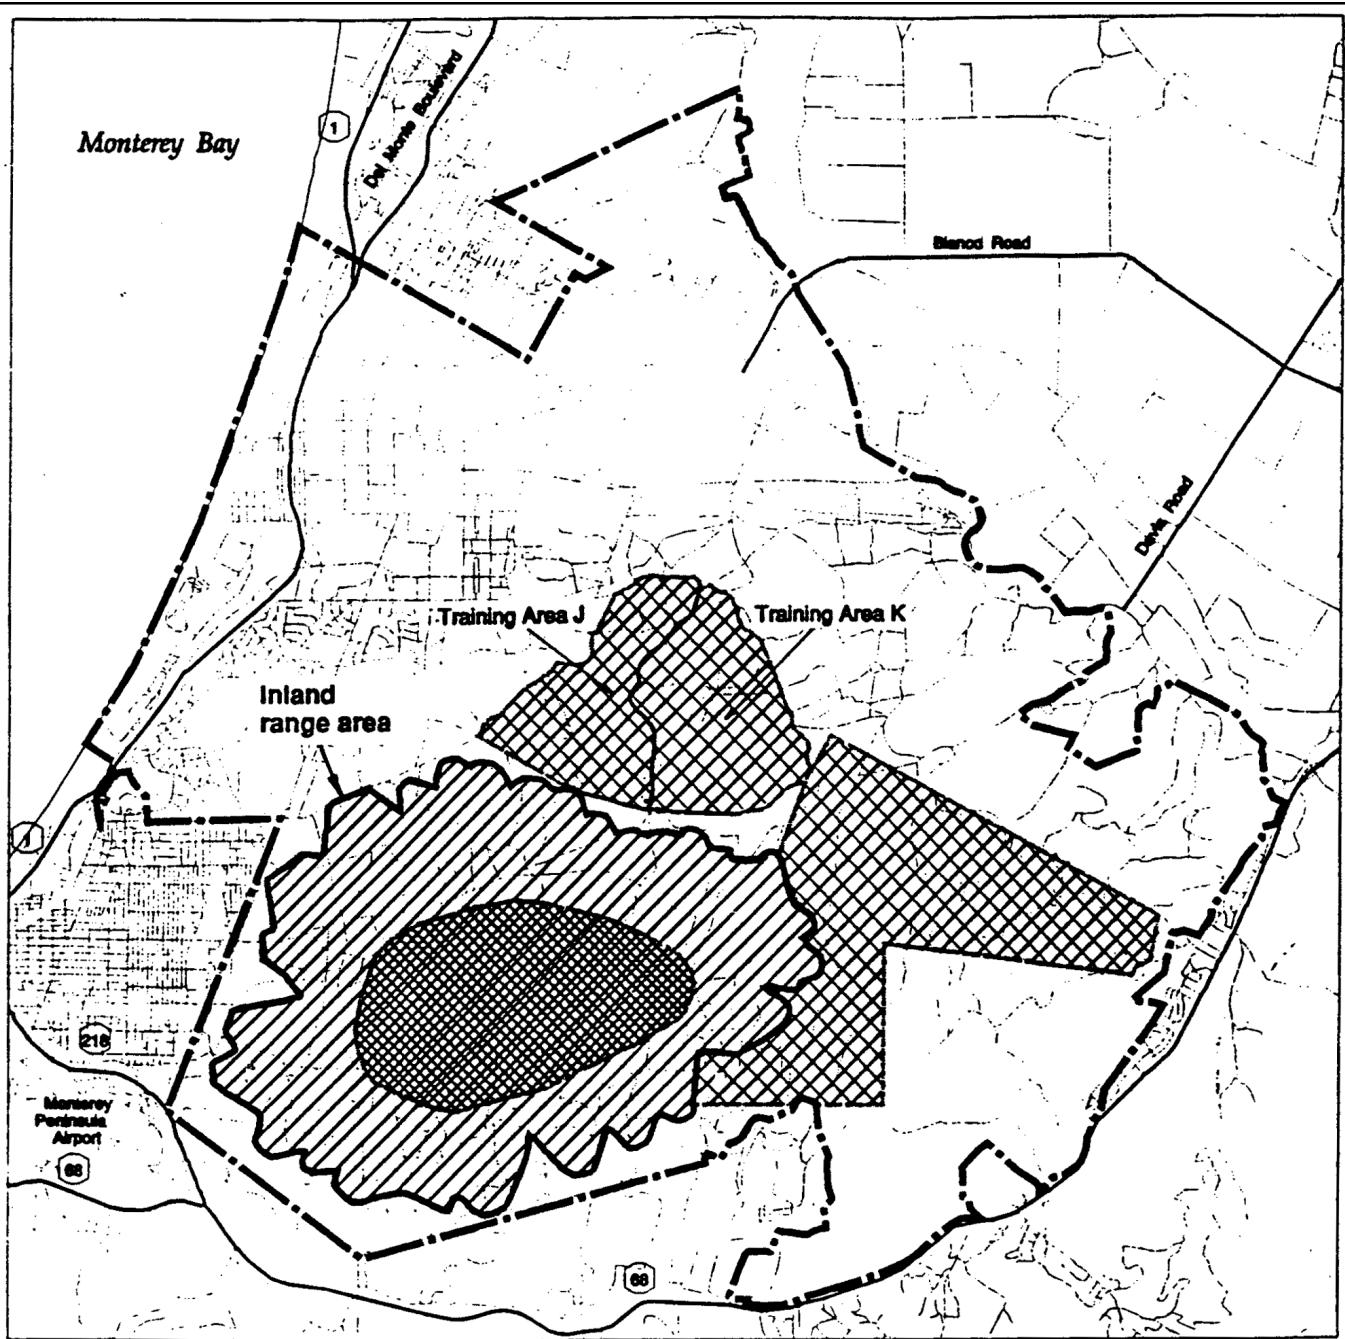 1
Del Monte Boulevard
Monterey Bay
Blanco Road
Davis Road
Training Area J
Training Area K
Inland
range area
1
218
Monterey
Peninsula
Airport
68
68